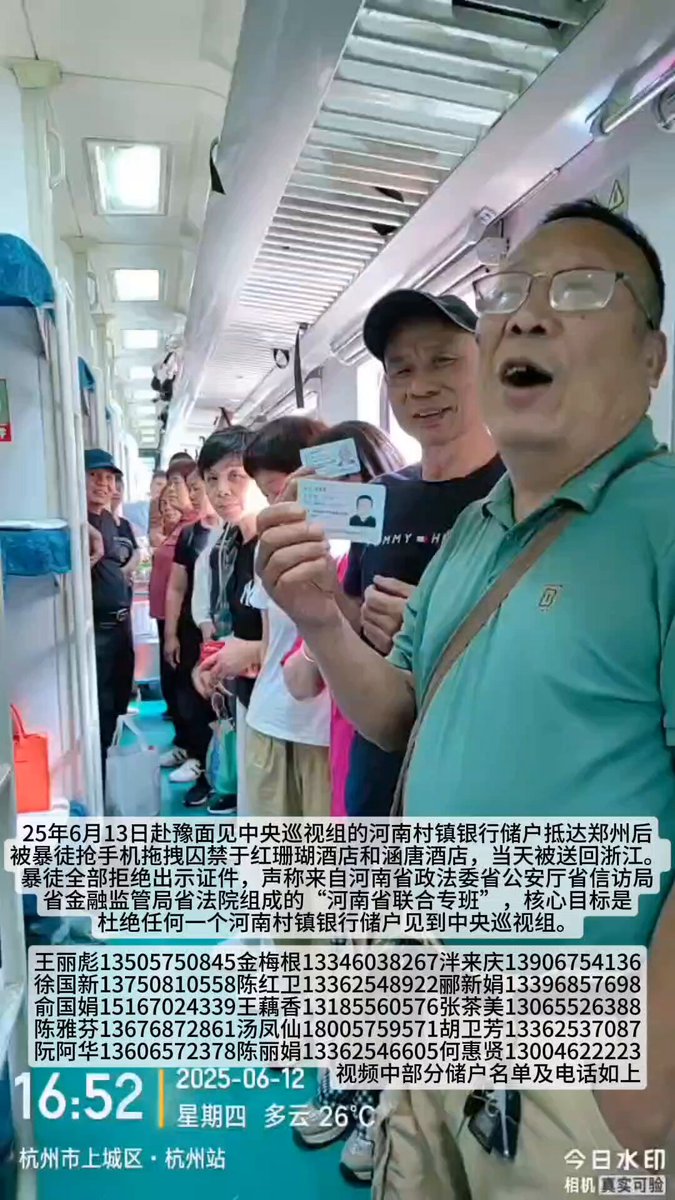 MMY H
25年6月13日赴豫面见中央巡视组的河南村镇银行储户抵达郑州后
被暴徒抢手机拖拽囚禁于红珊瑚酒店和涵唐酒店，当天被送回浙江。
暴徒全部拒绝出示证件，声称来自河南省政法委省公安厅省信访局
省金融监管局省法院组成的“河南省联合专班”，核心目标是
杜绝任何一个河南村镇银行储户见到中央巡视组。
王丽彪13505750845金梅根13346038267泮来庆13906754136
徐国新13750810558陈红卫13362548922郦新娟13396857698
俞国娟15167024339王藕香13185560576张茶美13065526388
陈雅芬13676872861汤凤仙18005759571胡卫芳13362537087
阮阿华13606572378陈丽娟13362546605何惠贤13004622223
视频中部分储户名单及电话如上
16:52
2025-06-12
星期四 多云 26℃
杭州市上城区·杭州站
今日水印
相机 真实可验